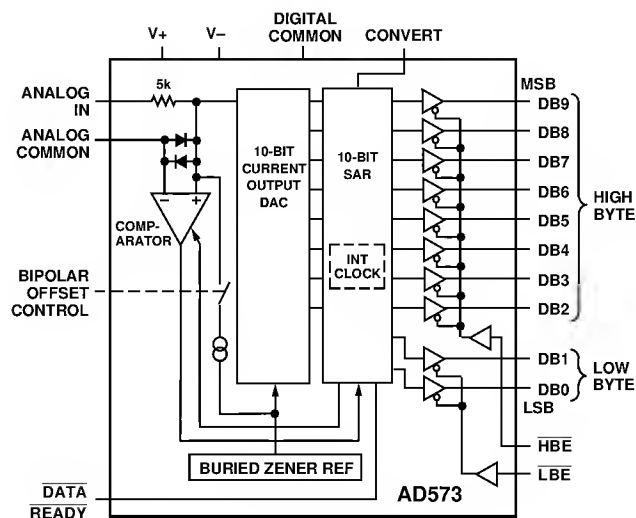 DIGITAL
COMMON
V+
V–
CONVERT
MSB
ANALOG
IN
5k
ANALOG
COMMON
10-BIT
CURRENT
OUTPUT
DAC
10-BIT
SAR
– +
COMP-
ARATOR
INT
CLOCK
BIPOLAR
OFFSET
CONTROL
DB9
DB8
DB7
DB6
DB5
DB4
DB3
DB2
HIGH
BYTE
DB1
DB0
LOW
BYTE
LSB
HBE
LBE
BURIED ZENER REF
AD573
DATA
READY